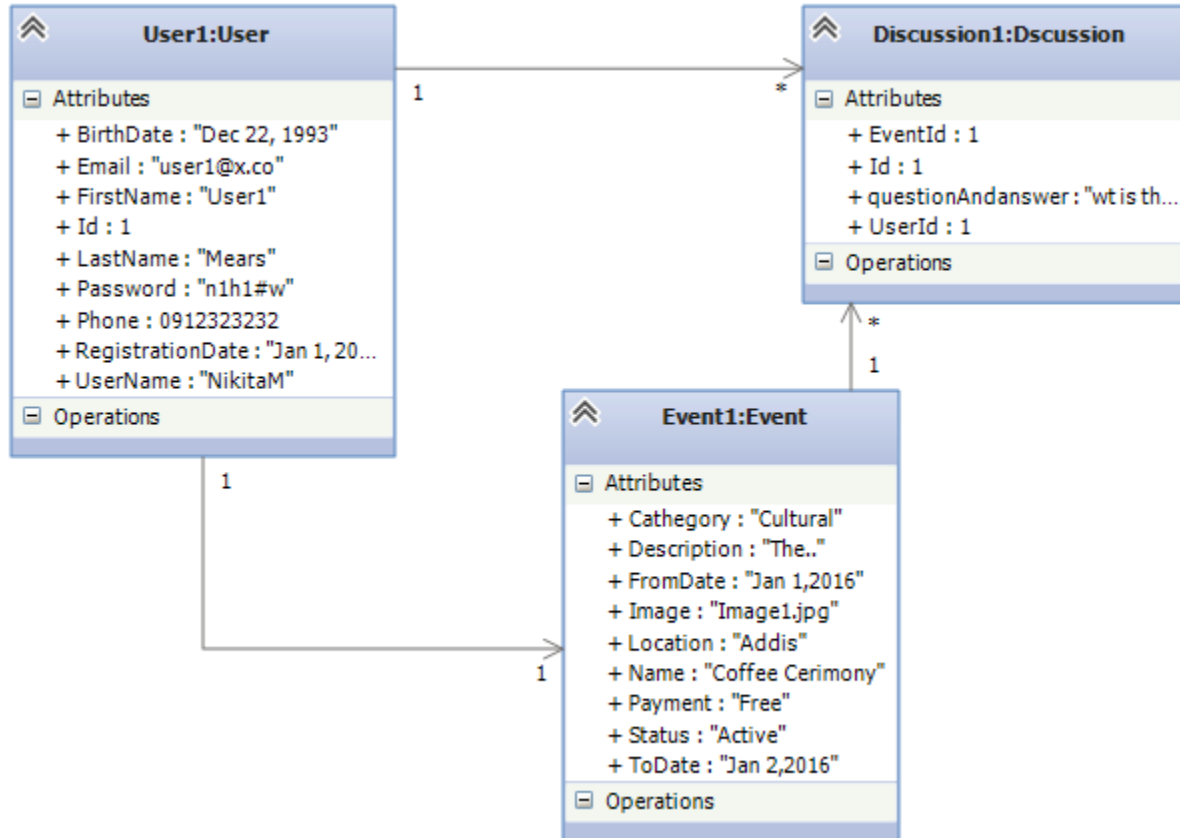 User1:User
Attributes
+ BirthDate : "Dec 22, 1993"
+ Email : "user1@x.co"
+ FirstName : "User1"
+ Id : 1
+ LastName : "Mears"
+ Password : "n1h1#w"
+ Phone : 0912323232
+ RegistrationDate : "Jan 1, 20...
+ UserName : "NikitaM"
Operations
1
*
Discussion1:Dscussion
Attributes
+ EventId : 1
+ Id : 1
+ questionAndanswer : "wt is th...
+ UserId : 1
Operations
*
1
1
1
Event1:Event
Attributes
+ Cathegory : "Cultural"
+ Description : "The.."
+ FromDate : "Jan 1,2016"
+ Image : "Image1.jpg"
+ Location : "Addis"
+ Name : "Coffee Cerimony"
+ Payment : "Free"
+ Status : "Active"
+ ToDate : "Jan 2,2016"
Operations